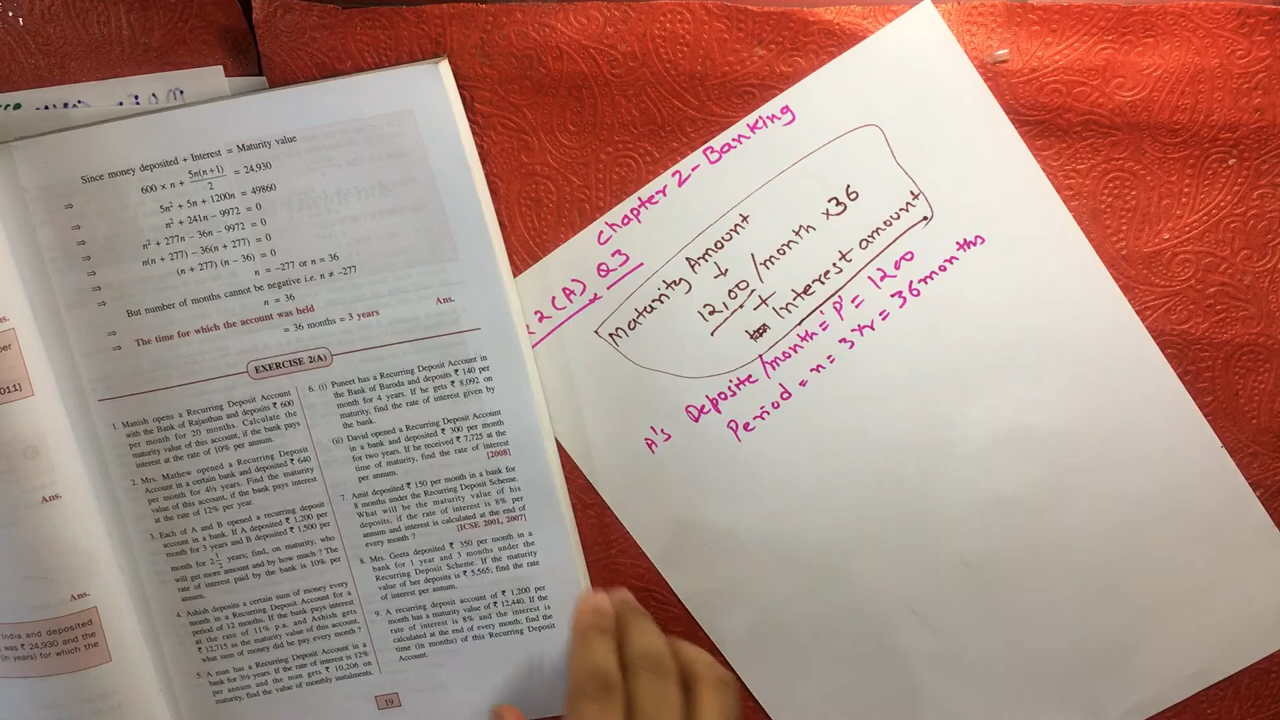 Since money deposited + Interest = Maturity value
⇒ 600 × n + 5n(n+1)/2 = 24,930
⇒ 5n² + 5n + 1200n = 49860
⇒ n² + 241n – 9972 = 0
⇒ n² + 277n – 36n – 9972 = 0
⇒ n(n + 277) – 36(n + 277) = 0
⇒ (n + 277) (n – 36) = 0
⇒ n = –277 or n = 36
But number of months cannot be negative i.e. n ≠ –277
⇒ n = 36
⇒ The time for which the account was held
= 36 months = 3 years Ans.
EXERCISE 2(A)
1. Manish opens a Recurring Deposit Account
with the Bank of Rajasthan and deposits ₹ 600
per month for 20 months. Calculate the
maturity value of this account, if the bank pays
interest at the rate of 10% per annum.
2. Mrs. Mathew opened a Recurring Deposit
Account in a certain bank and deposited ₹ 640
per month for 4½ years. Find the maturity
value of this account, if the bank pays interest
at the rate of 12% per year.
3. Each of A and B opened a recurring deposit
account in a bank. If A deposited ₹ 1,200 per
month for 3 years and B deposited ₹ 1,500 per
month for 2 1/2 years; find, on maturity, who
will get more amount and by how much ? The
rate of interest paid by the bank is 10% per
annum.
4. Ashish deposits a certain sum of money every
month in a Recurring Deposit Account for a
period of 12 months. If the bank pays interest
at the rate of 11% p.a. and Ashish gets
₹ 12,715 as the maturity value of this account,
what sum of money did he pay every month ?
5. A man has a Recurring Deposit Account in a
bank for 3½ years. If the rate of interest is 12%
per annum and the man gets ₹ 10,206 on
maturity, find the value of monthly instalments.
6. (i) Puneet has a Recurring Deposit Account in
the Bank of Baroda and deposits ₹ 140 per
month for 4 years. If he gets ₹ 8,092 on
maturity, find the rate of interest given by
the bank.
(ii) David opened a Recurring Deposit Account
in a bank and deposited ₹ 300 per month
for two years. If he received ₹ 7,725 at the
time of maturity, find the rate of interest
per annum. [2008]
7. Amit deposited ₹ 150 per month in a bank for
8 months under the Recurring Deposit Scheme.
What will be the maturity value of his
deposits, if the rate of interest is 8% per
annum and interest is calculated at the end of
every month ? [ICSE 2001, 2007]
8. Mrs. Geeta deposited ₹ 350 per month in a
bank for 1 year and 3 months under the
Recurring Deposit Scheme. If the maturity
value of her deposits is ₹ 5,565; find the rate
of interest per annum.
9. A recurring deposit account of ₹ 1,200 per
month has a maturity value of ₹ 12,440. If the
rate of interest is 8% and the interest is
calculated at the end of every month; find the
time (in months) of this Recurring Deposit
Account.
19
011]
Ans.
Ans.
India and deposited
was ₹ 24,930 and the
(in years) for which the
Chapter 2 - Banking
2(A) Q3
Maturity Amount
↓
1200/month ×36
+
Interest amount
A's Deposite/month = 'P' = 1200
Period = n = 3 Yr = 36 months